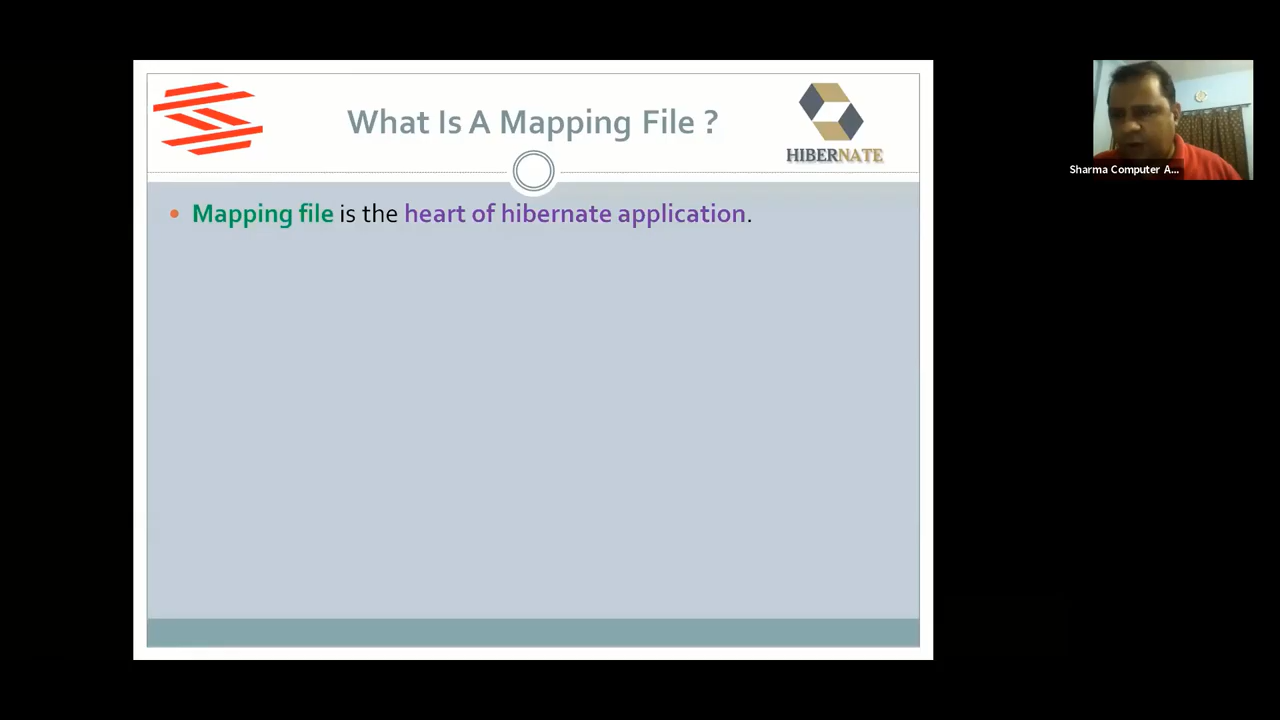 What Is A Mapping File ?
HIBERNATE
• Mapping file is the heart of hibernate application.
Sharma Computer A...